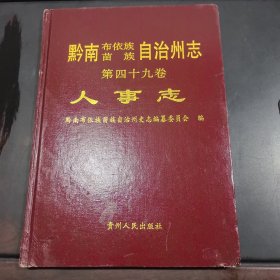 黔南布依族苗族自治州志
第四十九卷
人事志
黔南布依族苗族自治州史志编纂委员会 编
贵州人民出版社